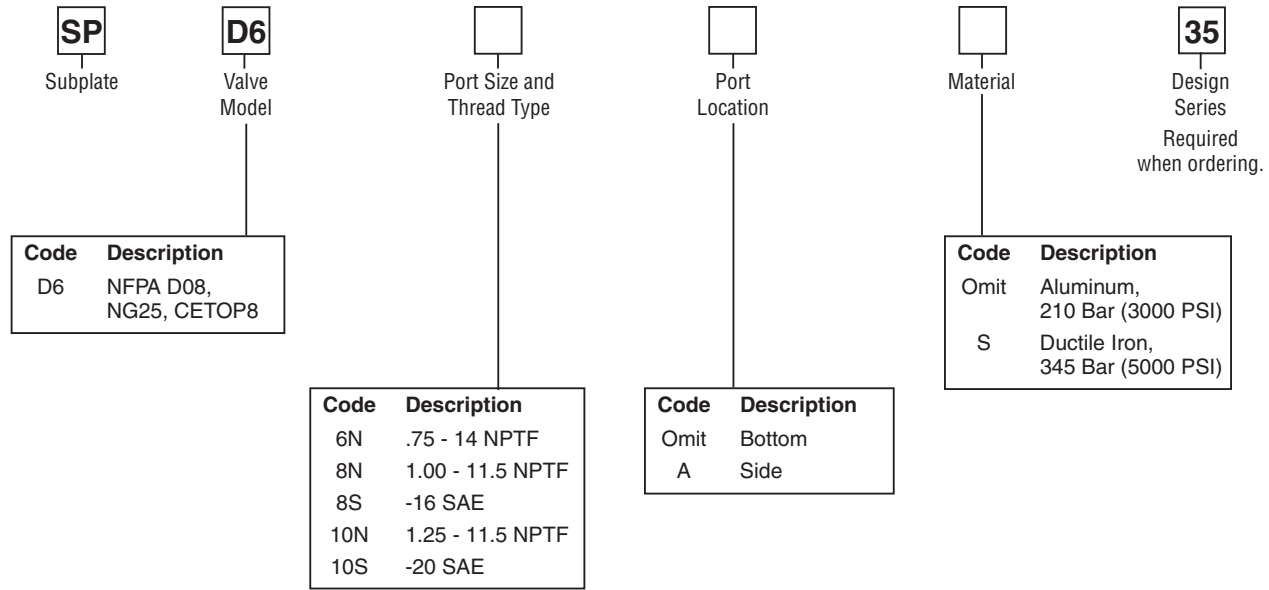 SP
D6
35
Subplate
Valve
Model
Port Size and
Thread Type
Port
Location
Material
Design
Series
Required
when ordering.
Code Description
D6 NFPA D08,
NG25, CETOP8
Code Description
Omit Aluminum,
210 Bar (3000 PSI)
S Ductile Iron,
345 Bar (5000 PSI)
Code Description
6N .75 - 14 NPTF
8N 1.00 - 11.5 NPTF
8S -16 SAE
10N 1.25 - 11.5 NPTF
10S -20 SAE
Code Description
Omit Bottom
A Side